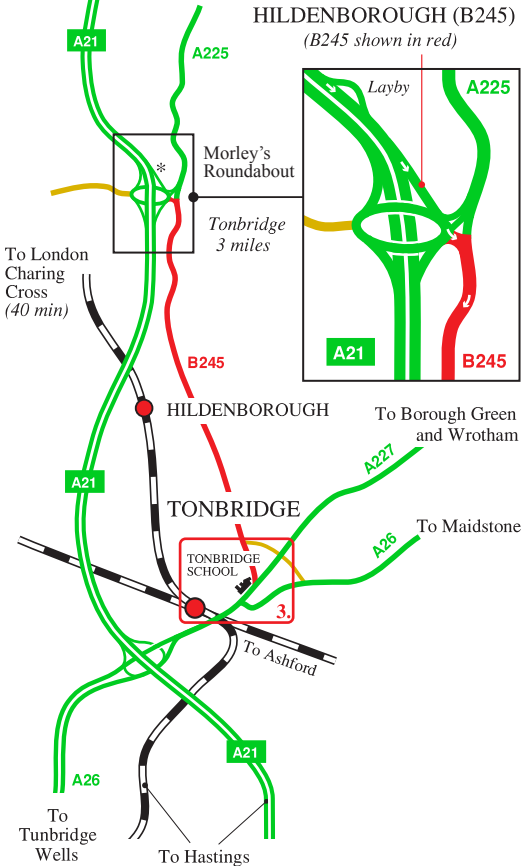 HILDENBOROUGH (B245)
(B245 shown in red)
A21
A225
Layby
A225
*
Morley's
Roundabout
Tonbridge
3 miles
To London
Charing
Cross
(40 min)
A21
B245
B245
HILDENBOROUGH
To Borough Green
and Wrotham
A227
A21
TONBRIDGE
To Maidstone
A26
TONBRIDGE
SCHOOL
3.
To Ashford
A21
A26
To
Tunbridge
Wells
To Hastings